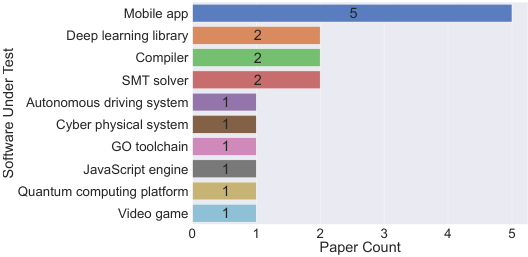 Software Under Test
Mobile app 5
Deep learning library 2
Compiler 2
SMT solver 2
Autonomous driving system 1
Cyber physical system 1
GO toolchain 1
JavaScript engine 1
Quantum computing platform 1
Video game 1
0 1 2 3 4 5
Paper Count